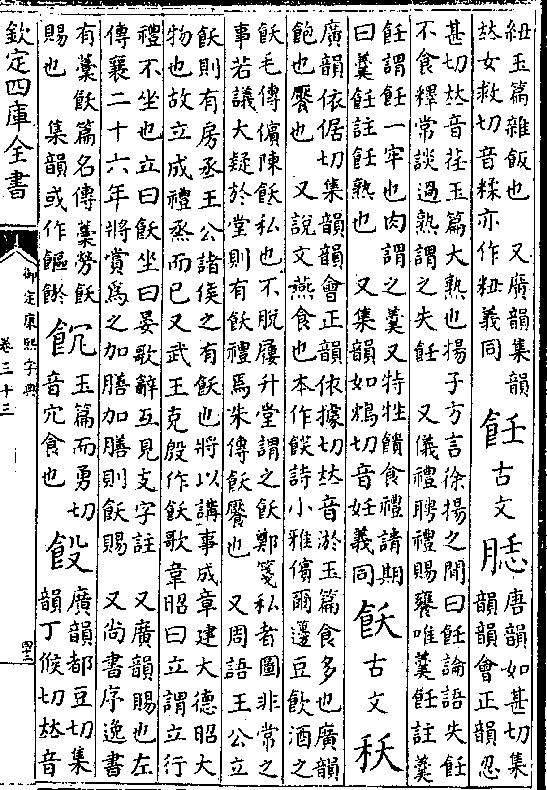 紐玉篇雜飯也　又廣韻集韻
𠀤女救切音糅亦作粈義同
飪
古文
唐韻如甚切集
韻韻會正韻忍
甚切𠀤音荏玉篇大熟也揚子方言徐揚之間曰飪論語失飪
不食釋常談過熟謂之失飪　又儀禮聘禮賜饔唯羹飪註羹
飪謂飪一牢也肉謂之羹又特牲饋食禮請期
曰羹飪註飪熟也　又集韻如鴆切音妊義同
飫
古文
廣韻依倨切集韻韻會正韻依據切𠀤音淤玉篇食多也廣韻
飽也饜也　又說文燕食也本作䬧詩小雅儐爾籩豆飲酒之
飫毛傳儐陳飫私也不脫屨升堂謂之飫鄭箋私者圖非常之
事若議大疑於堂則有飫禮焉朱傳飫饜也　又周語王公立
飫則有房烝王公諸侯之有飫也將以講事成章建大德昭大
物也故立成禮烝而已又武王克殷作飫歌韋昭曰立謂立行
禮不坐也立曰飫坐曰宴歌辭互見支字註　又廣韻賜也左
傳襄二十六年將賞爲之加膳加膳則飫賜　又尚書序逸書
有藁飫篇名傳藁勞飫
賜也　集韻或作饇
玉篇而勇切
音宂食也
廣韻都豆切集
韻丁候切𠀤音
欽定四庫全書
御定康熙字典
卷三十三